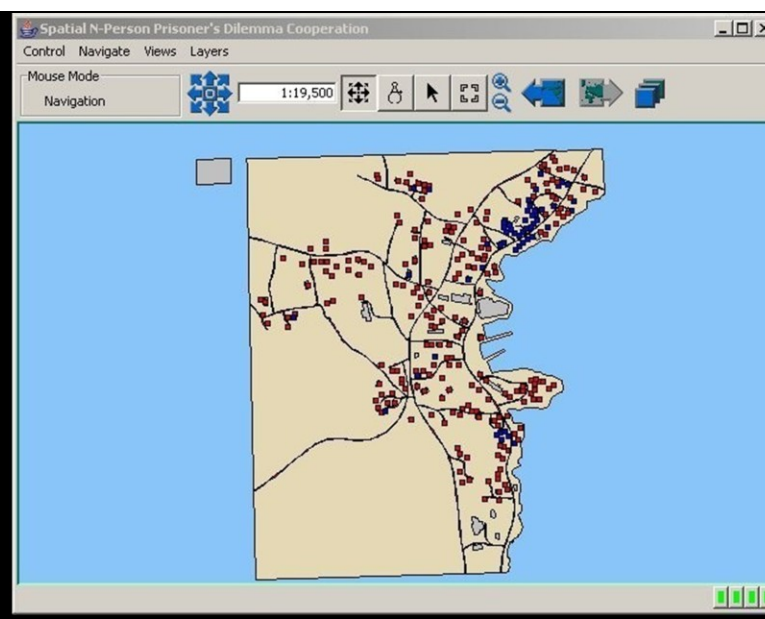 Spatial N-Person Prisoner's Dilemma Cooperation
Control Navigate Views Layers
Mouse Mode
Navigation
1:19,500